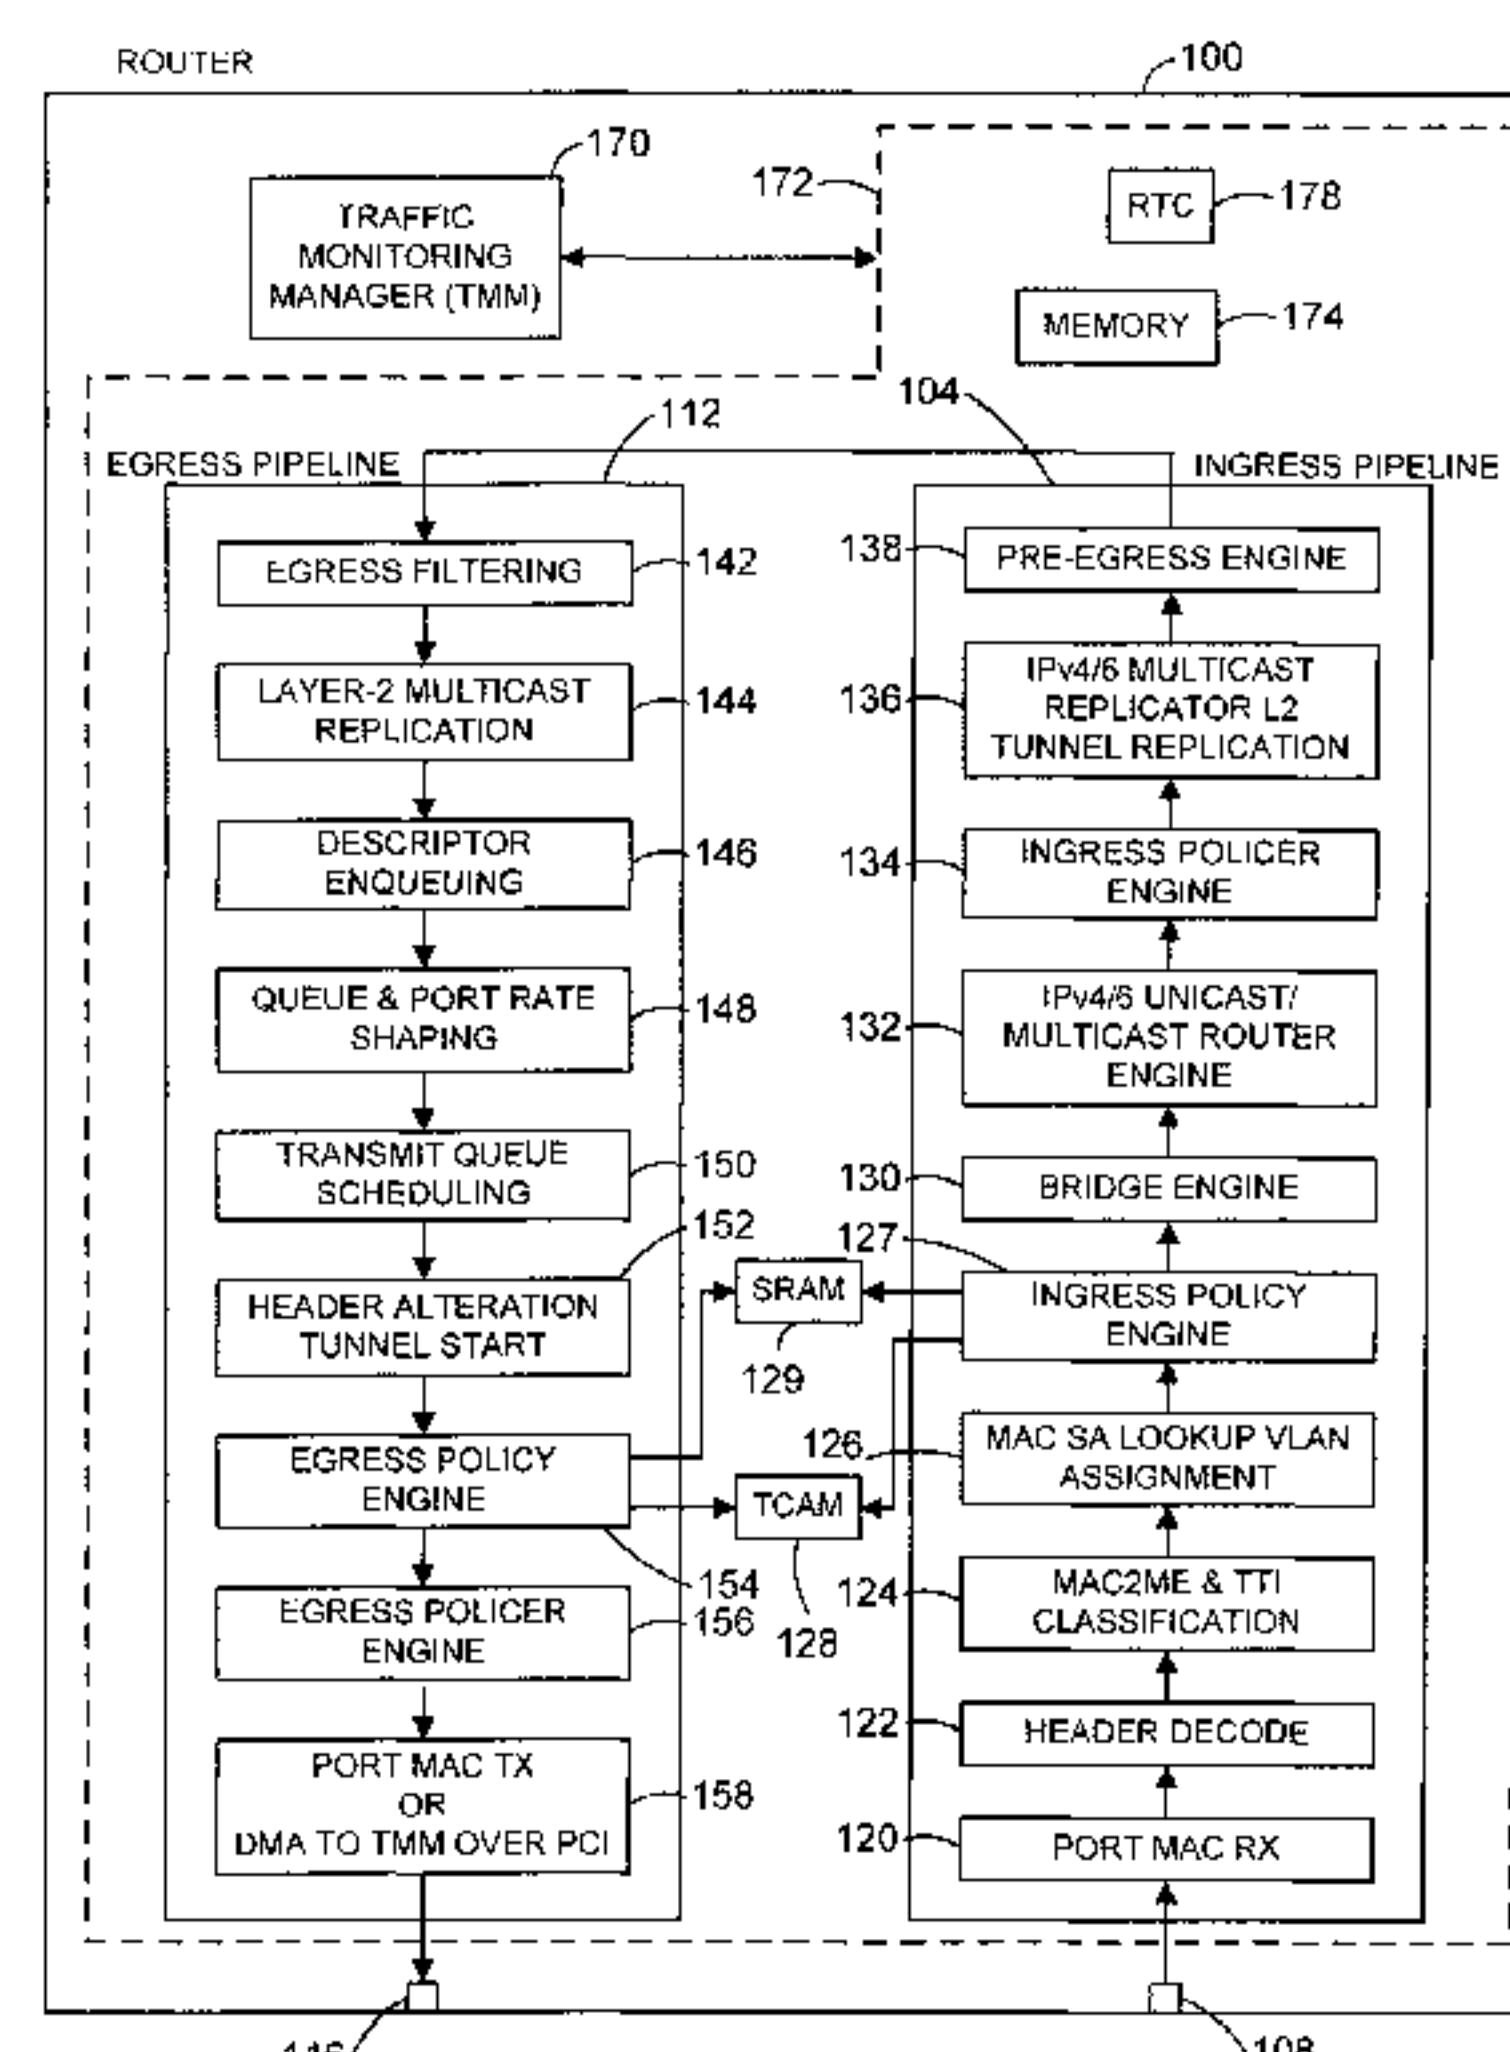 ROUTER
100
170
TRAFFIC
MONITORING
MANAGER (TMM)
172
RTC
178
MEMORY
174
104
112
EGRESS PIPELINE
INGRESS PIPELINE
EGRESS FILTERING
142
LAYER-2 MULTICAST
REPLICATION
144
DESCRIPTOR
ENQUEUING
146
QUEUE & PORT RATE
SHAPING
148
TRANSMIT QUEUE
SCHEDULING
150
152
HEADER ALTERATION
TUNNEL START
EGRESS POLICY
ENGINE
154
EGRESS POLICER
ENGINE
156
PORT MAC TX
OR
DMA TO TMM OVER PCI
158
SRAM
129
TCAM
128
138
PRE-EGRESS ENGINE
136
IPv4/6 MULTICAST
REPLICATOR L2
TUNNEL REPLICATION
134
INGRESS POLICER
ENGINE
132
IPv4/6 UNICAST/
MULTICAST ROUTER
ENGINE
130
BRIDGE ENGINE
127
INGRESS POLICY
ENGINE
126
MAC SA LOOKUP VLAN
ASSIGNMENT
124
MAC2ME & TTI
CLASSIFICATION
122
HEADER DECODE
120
PORT MAC RX
108